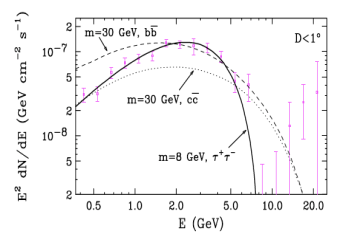 2
m=30 GeV, bb̅
D<1°
10⁻⁷
5
m=30 GeV, cc̅
2
10⁻⁸
m=8 GeV, τ⁺τ⁻
5
2
0.5 1.0 2.0 5.0 10.0 20.0
E (GeV)
E² dN/dE (GeV cm⁻² s⁻¹)